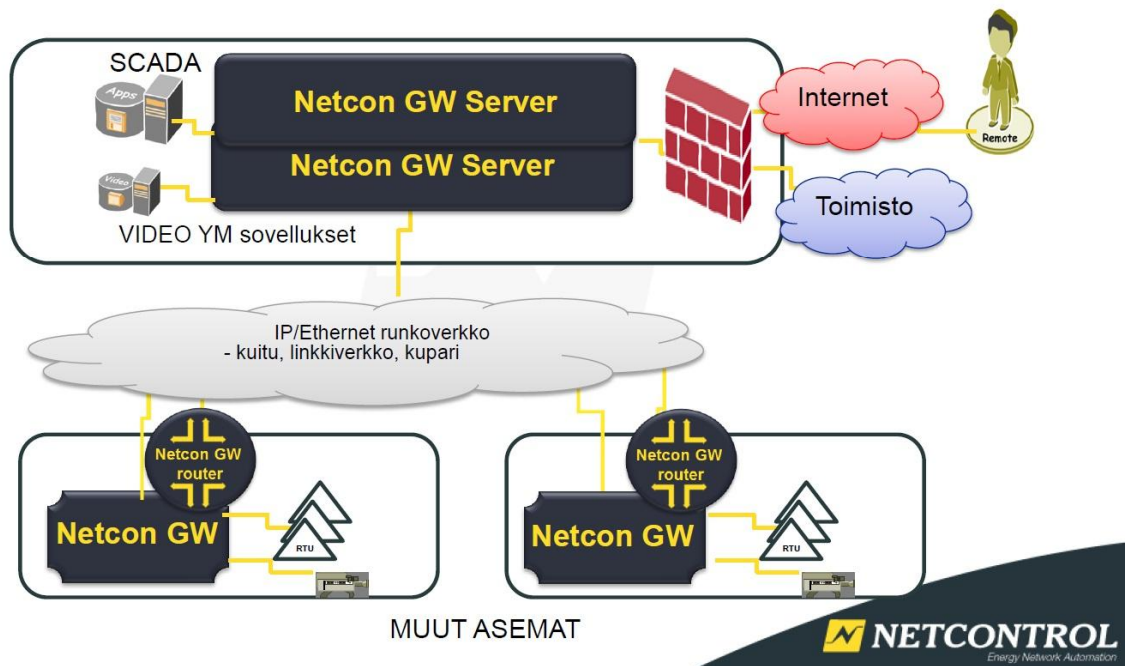 SCADA
Apps
Netcon GW Server
Netcon GW Server
Video
VIDEO YM sovellukset
Internet
Remote
Toimisto
IP/Ethernet runkoverkko
- kuitu, linkkiverkko, kupari
Netcon GW
router
Netcon GW
RTU
Netcon GW
router
Netcon GW
RTU
MUUT ASEMAT
NETCONTROL
Energy Network Automation